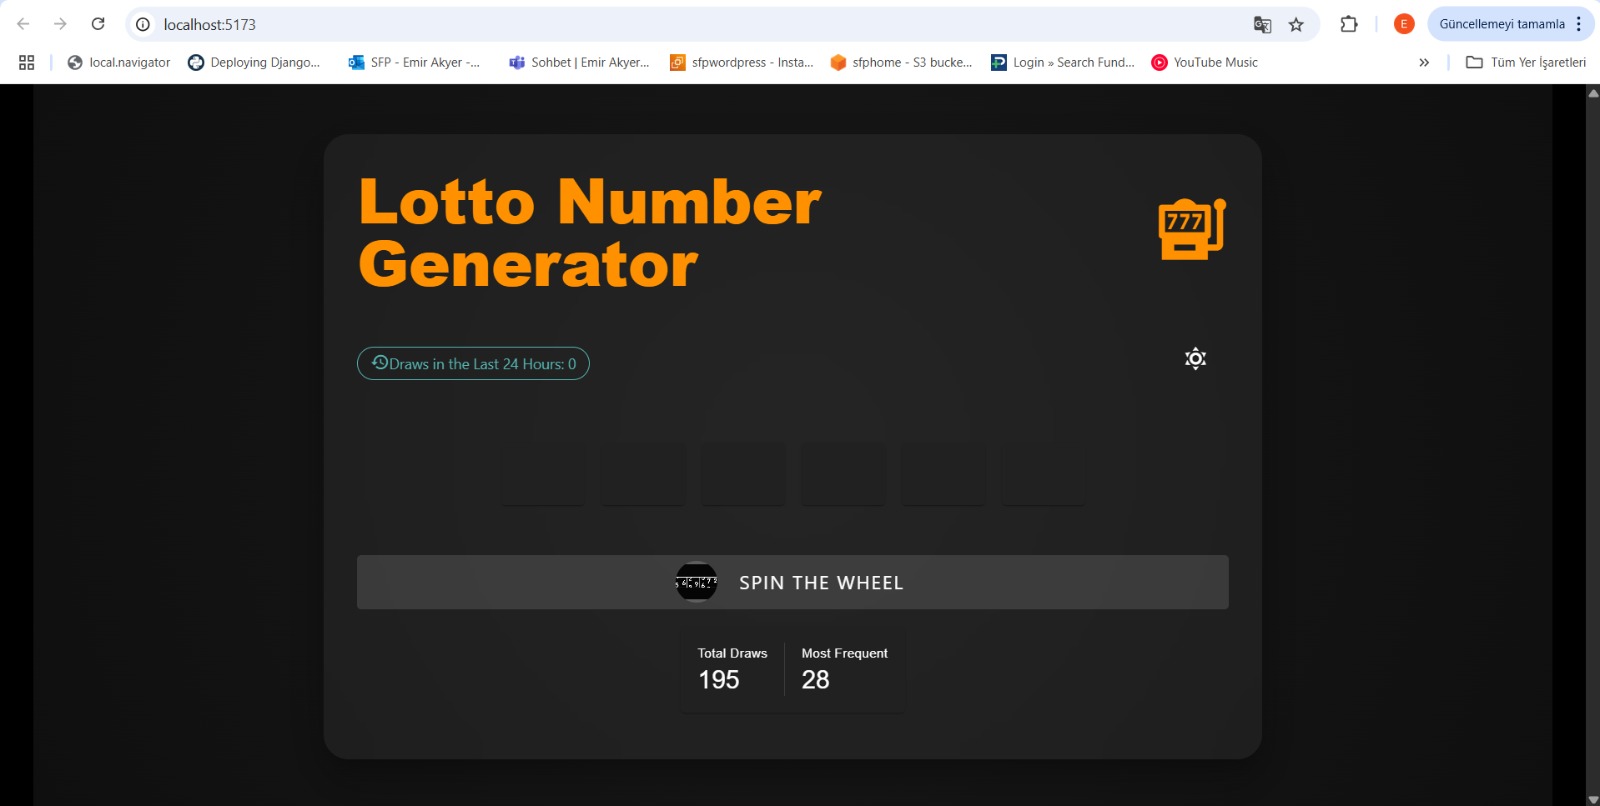 localhost:5173
Güncellemeyi tamamla
local.navigator
Deploying Django...
SFP - Emir Akyer -...
Sohbet | Emir Akyer...
sfpwordpress - Insta...
sfphome - S3 bucke...
Login » Search Fund...
YouTube Music
»
Tüm Yer İşaretleri
Lotto Number
Generator
777
Draws in the Last 24 Hours: 0
SPIN THE WHEEL
Total Draws
195
Most Frequent
28